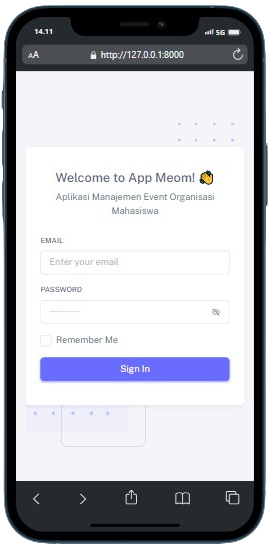 14.11
5G
AA
http://127.0.0.1:8000
Welcome to App Meom! 👏
Aplikasi Manajemen Event Organisasi
Mahasiswa
EMAIL
Enter your email
PASSWORD
············
Remember Me
Sign In